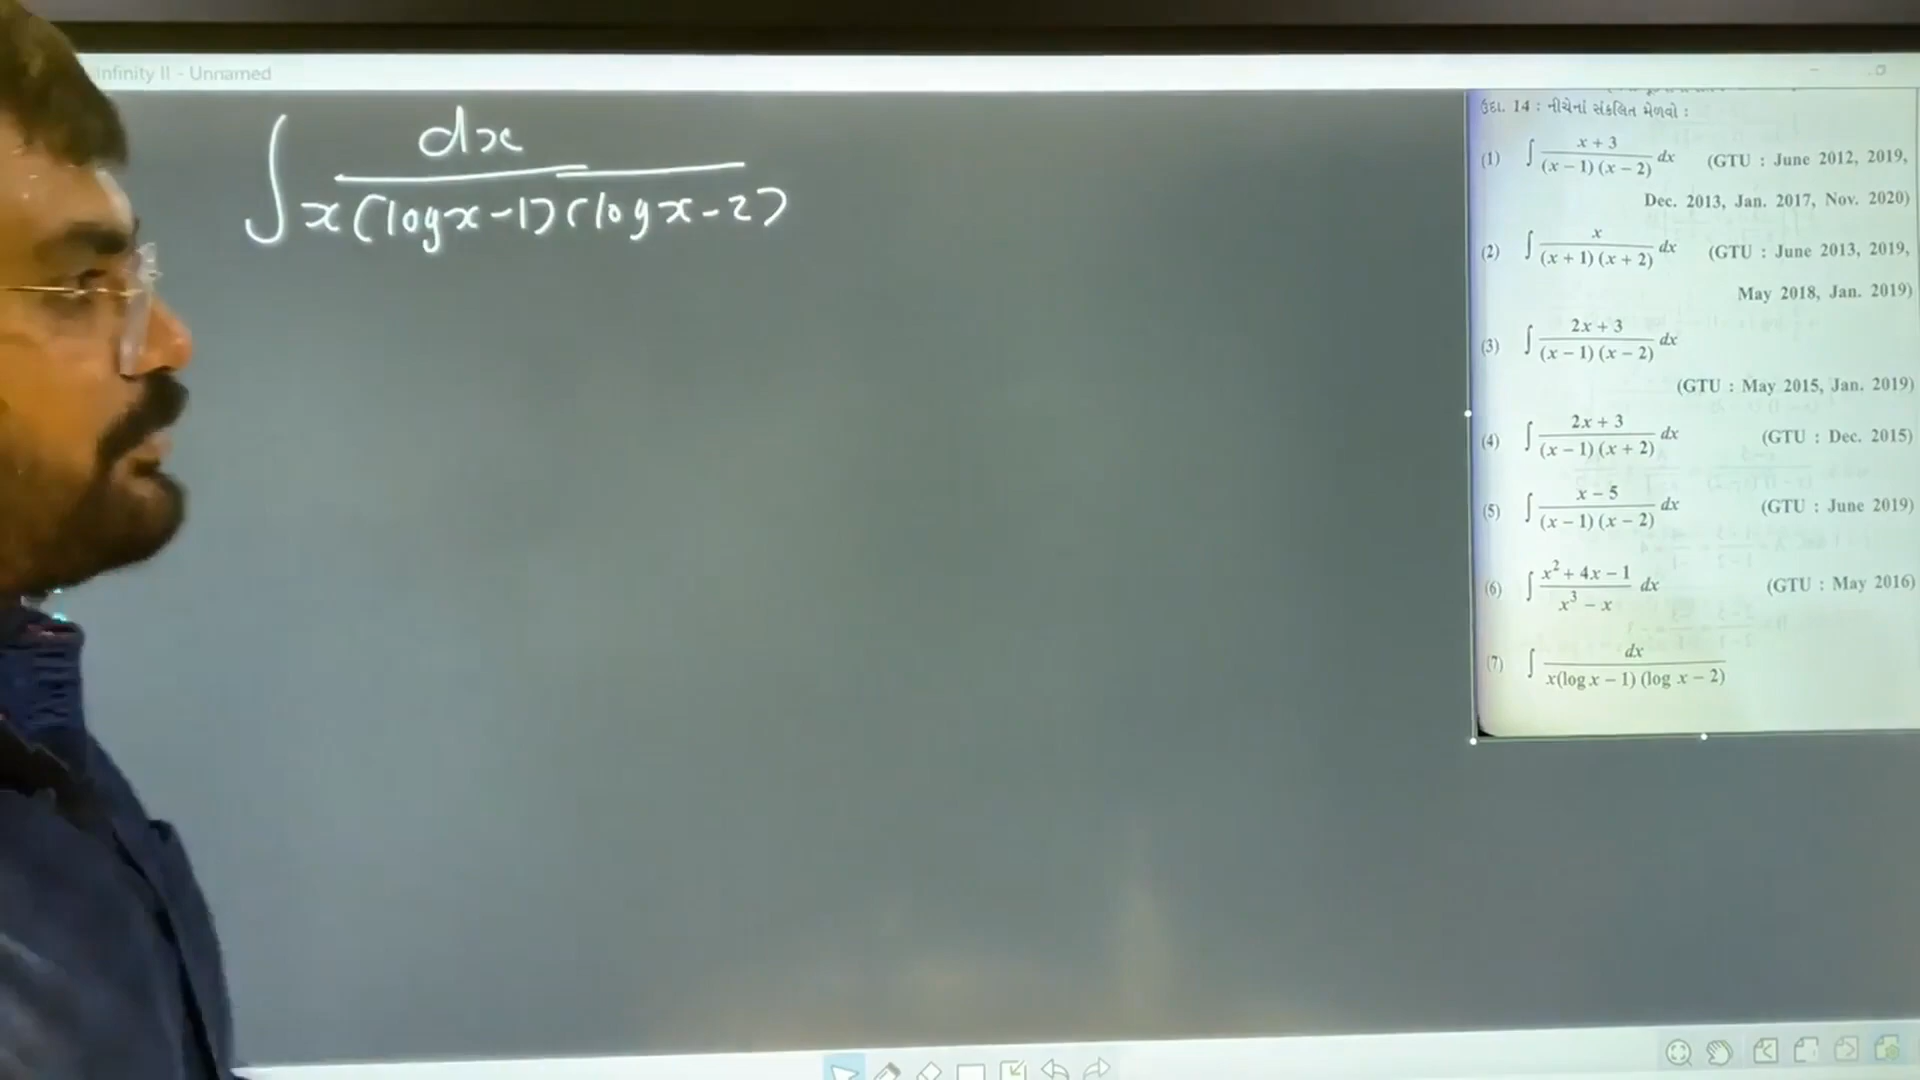 infinity II - Unnamed
∫ dx / x(logx-1)(logx-2)
ઉદા. 14 : નીચેનાં સંકલિત મેળવો :
(1) ∫ x + 3 / (x − 1) (x − 2) dx (GTU : June 2012, 2019,
Dec. 2013, Jan. 2017, Nov. 2020)
(2) ∫ x / (x + 1) (x + 2) dx (GTU : June 2013, 2019,
May 2018, Jan. 2019)
(3) ∫ 2x + 3 / (x − 1) (x − 2) dx
(GTU : May 2015, Jan. 2019)
(4) ∫ 2x + 3 / (x − 1) (x + 2) dx (GTU : Dec. 2015)
(5) ∫ x − 5 / (x − 1) (x − 2) dx (GTU : June 2019)
(6) ∫ x² + 4x − 1 / x³ − x dx (GTU : May 2016)
(7) ∫ dx / x(log x − 1) (log x − 2)